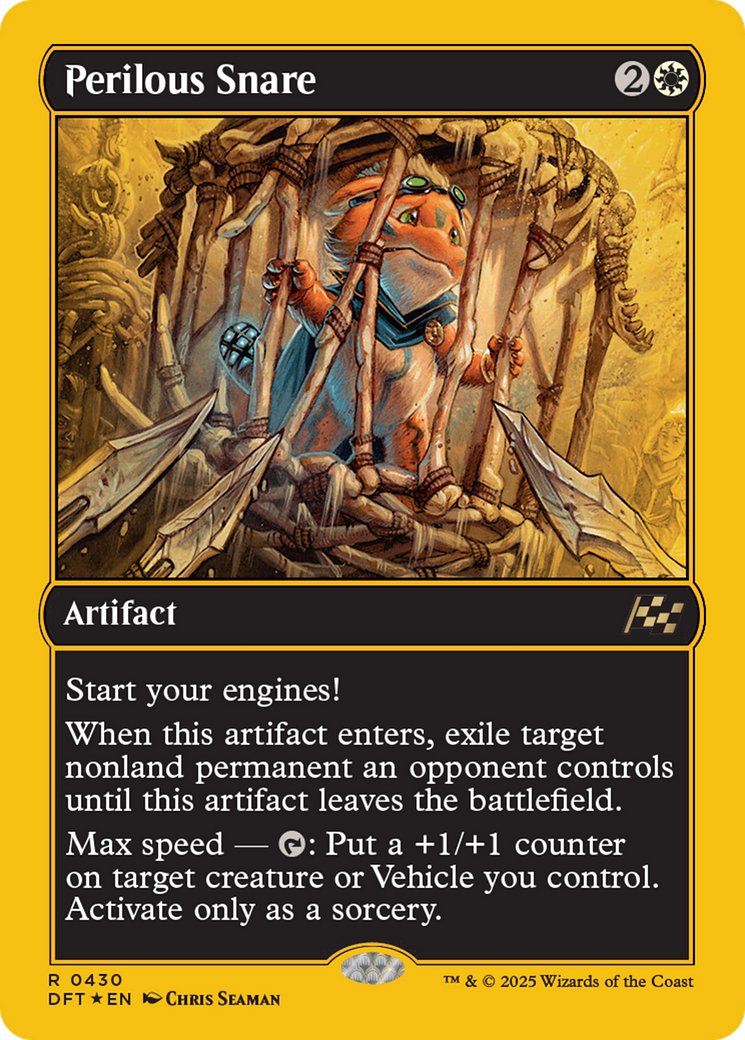 Perilous Snare 2
Artifact
Start your engines!
When this artifact enters, exile target
nonland permanent an opponent controls
until this artifact leaves the battlefield.
Max speed — : Put a +1/+1 counter
on target creature or Vehicle you control.
Activate only as a sorcery.
R 0430
DFT★EN Chris Seaman
™ & © 2025 Wizards of the Coast